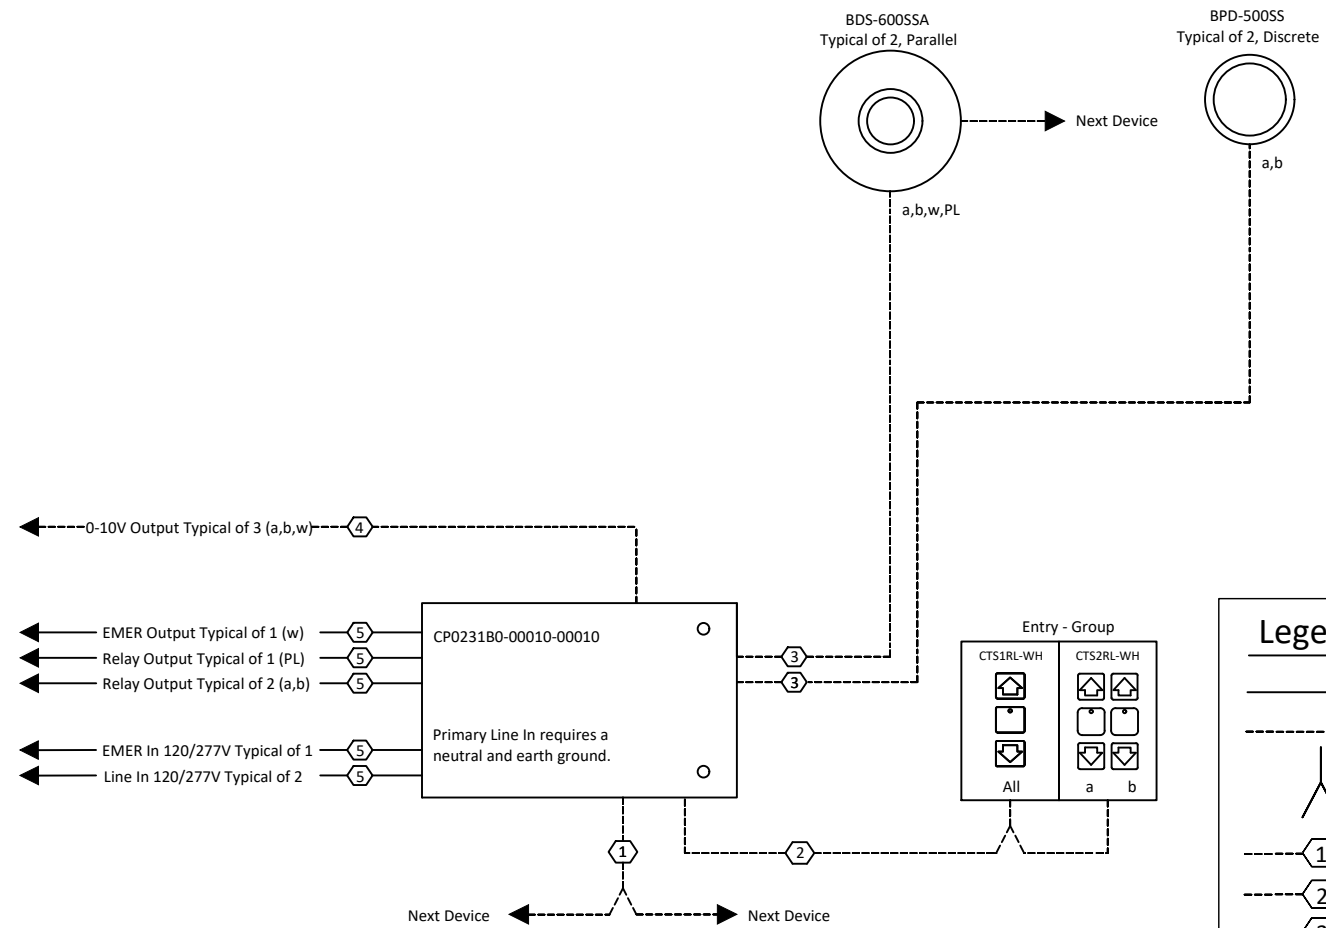 BDS-600SSA
Typical of 2, Parallel
BPD-500SS
Typical of 2, Discrete
Next Device
a,b
a,b,w,PL
0-10V Output Typical of 3 (a,b,w)
4
EMER Output Typical of 1 (w)
5
Relay Output Typical of 1 (PL)
5
Relay Output Typical of 2 (a,b)
5
EMER In 120/277V Typical of 1
5
Line In 120/277V Typical of 2
5
CP0231B0-00010-00010
Primary Line In requires a
neutral and earth ground.
3
3
Entry - Group
CTS1RL-WH
CTS2RL-WH
All
a
b
1
2
Next Device
Next Device
Lege
1
2